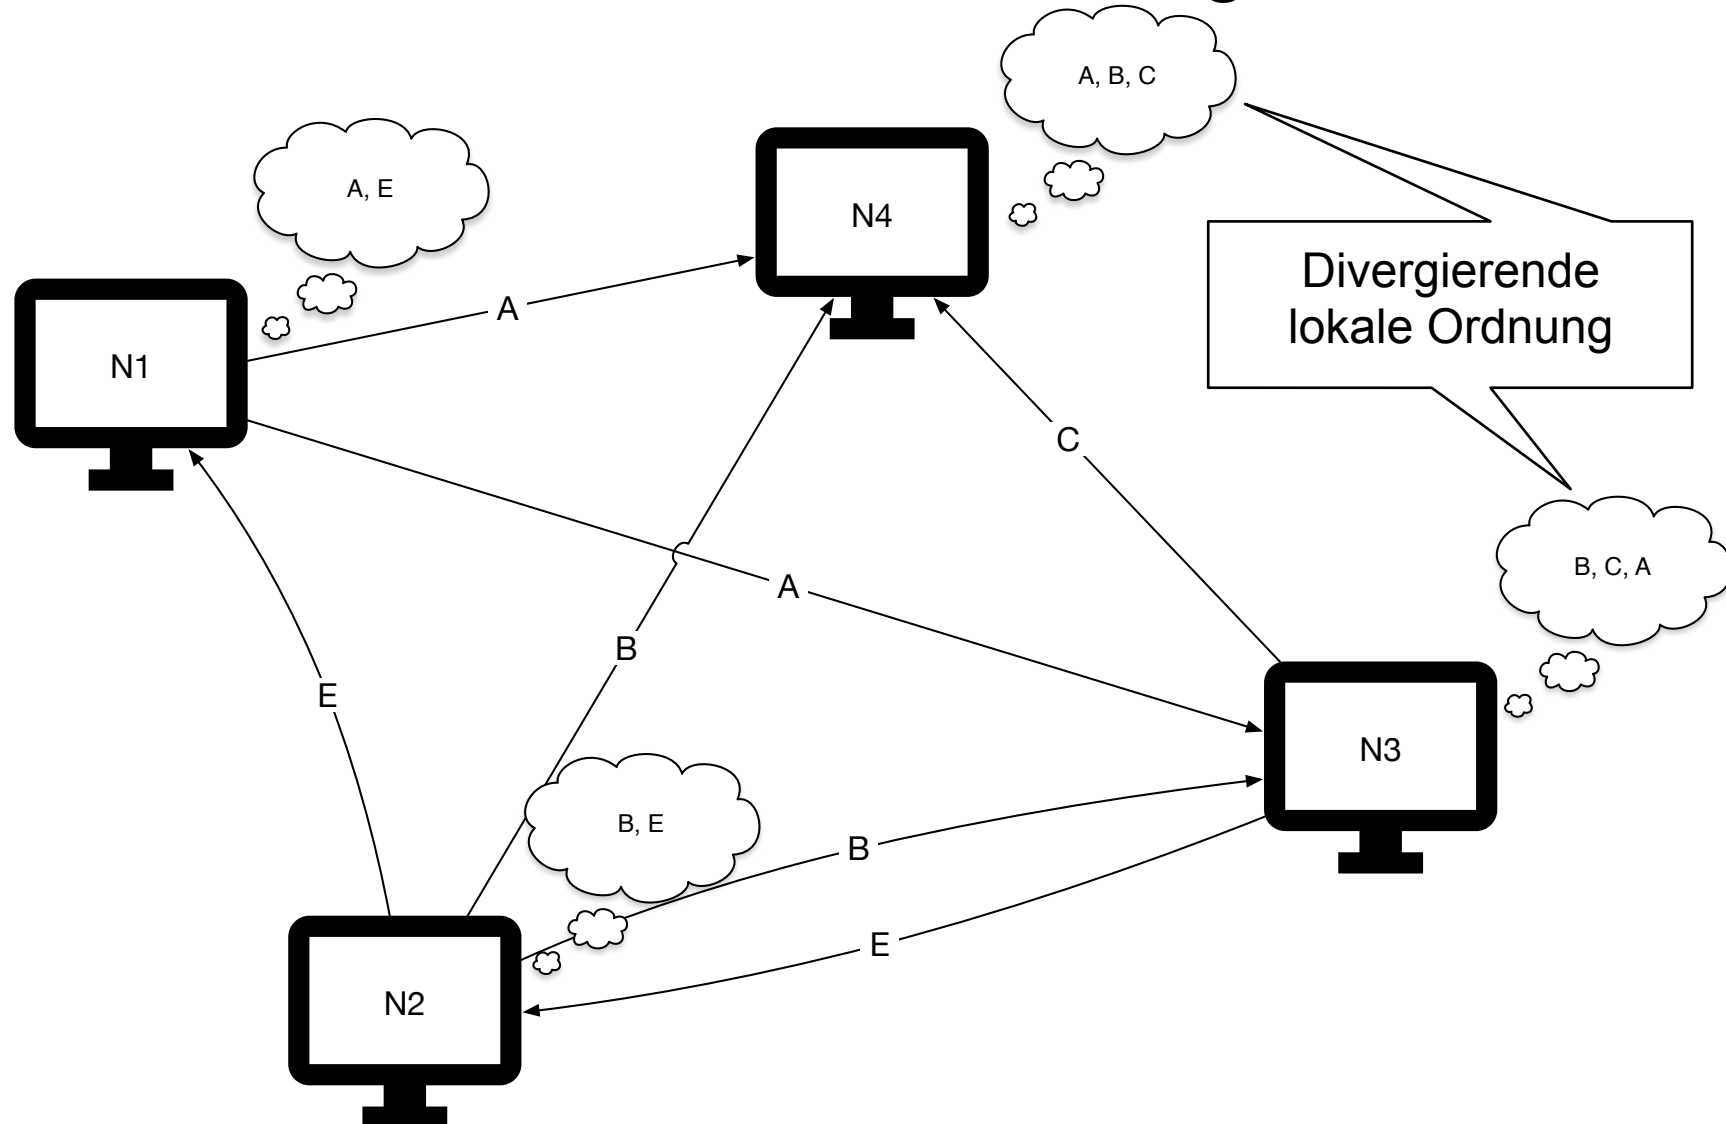 A, B, C
A, E
N4
Divergierende
lokale Ordnung
A
N1
C
B, C, A
A
B
E
N3
B, E
B
E
N2